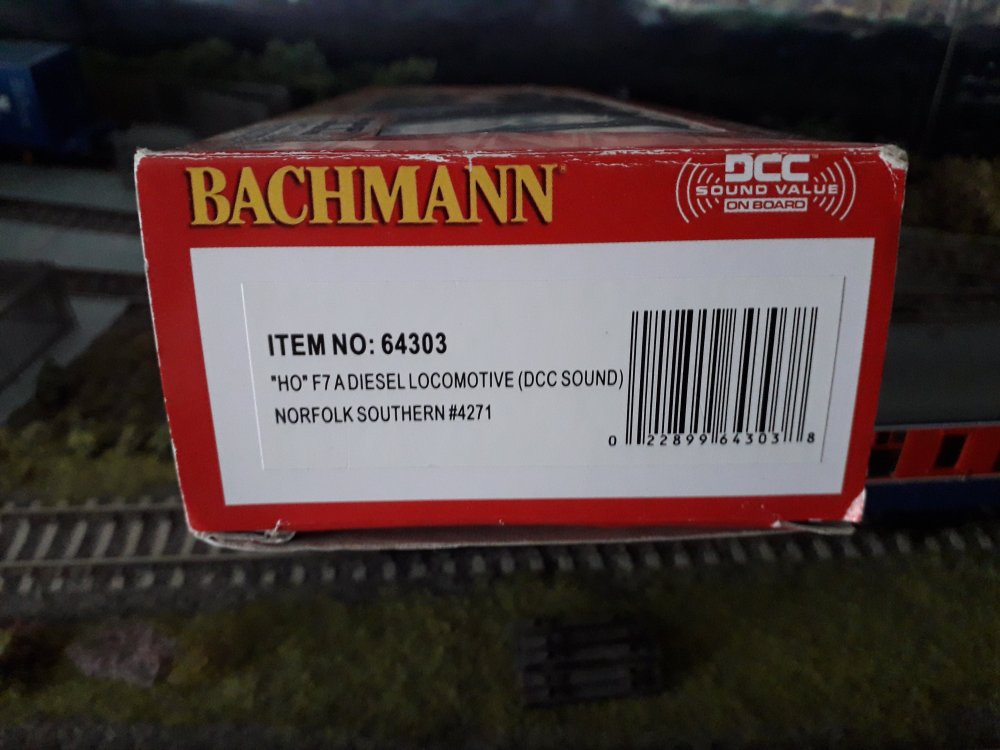 BACHMANN
DCC™
SOUND VALUE
ON BOARD
ITEM NO: 64303
"HO" F7 A DIESEL LOCOMOTIVE (DCC SOUND)
NORFOLK SOUTHERN #4271
0 22899 64303 8